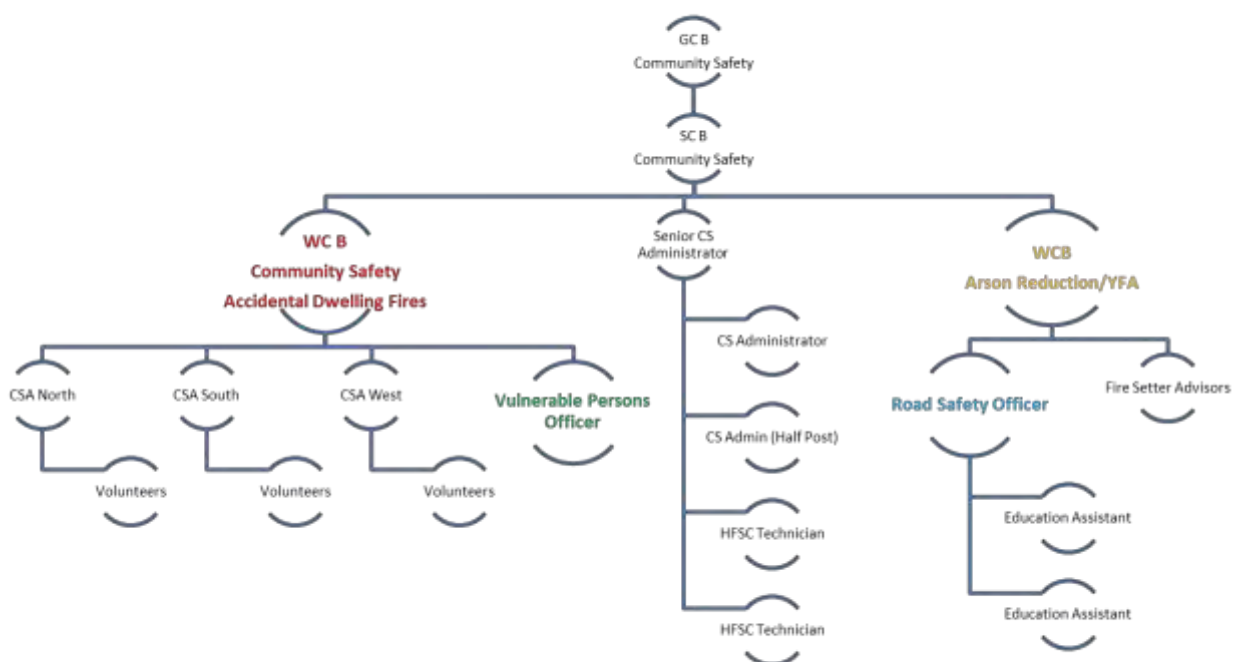 GC B
Community Safety
SC B
Community Safety
WC B
Community Safety
Accidental Dwelling Fires
Senior CS
Administrator
WCB
Arson Reduction/YFA
CSA North
CSA South
CSA West
Vulnerable Persons
Officer
Volunteers
Volunteers
Volunteers
CS Administrator
CS Admin (Half Post)
HFSC Technician
HFSC Technician
Road Safety Officer
Fire Setter Advisors
Education Assistant
Education Assistant